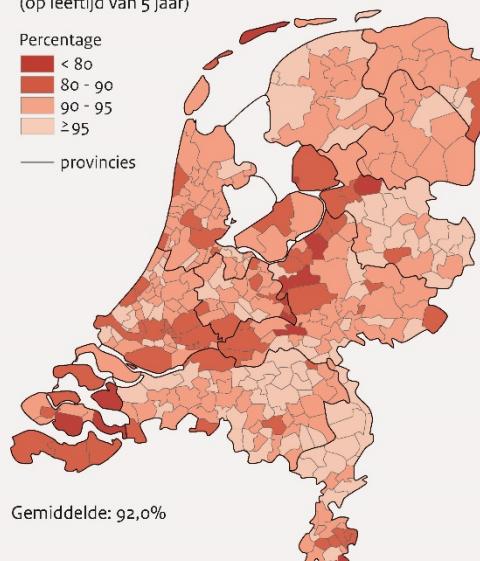 (op leeftijd van 5 jaar)
Percentage
< 80
80 - 90
90 - 95
≥95
provincies
Gemiddelde: 92,0%